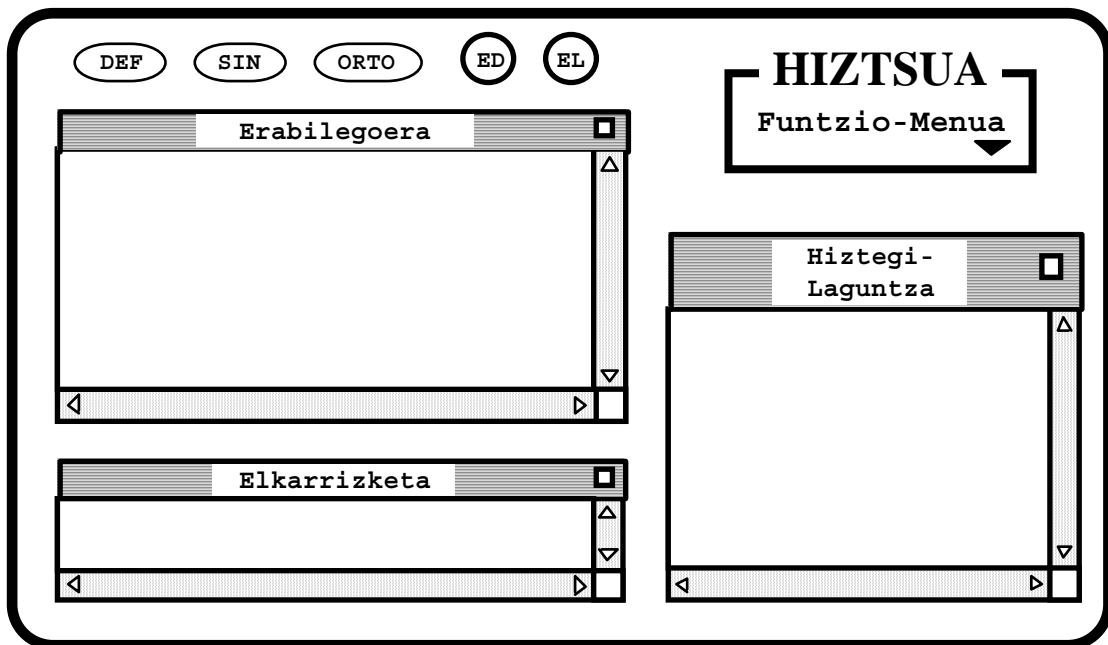 DEF SIN ORTO ED EL
HIZTSUA
Funtzio-Menua
Erabilegoera
Hiztegi-
Laguntza
Elkarrizketa